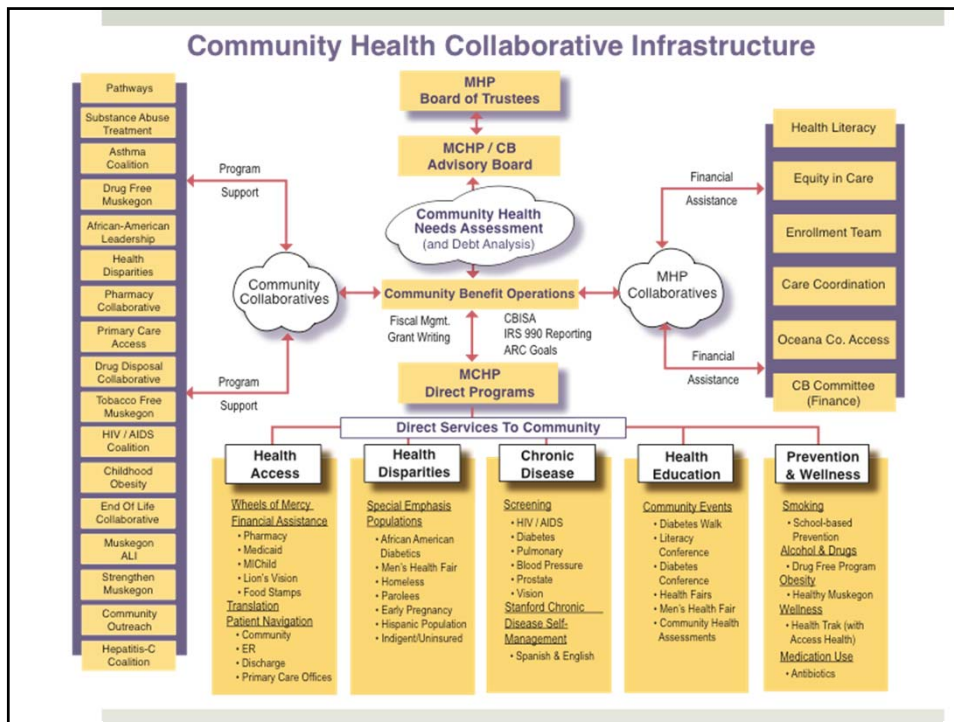 Community Health Collaborative Infrastructure
Pathways
Substance Abuse
Treatment
Asthma
Coalition
Drug Free
Muskegon
African-American
Leadership
Health
Disparities
Pharmacy
Collaborative
Primary Care
Access
Drug Disposal
Collaborative
Tobacco Free
Muskegon
HIV / AIDS
Coalition
Childhood
Obesity
End Of Life
Collaborative
Muskegon
ALI
Strengthen
Muskegon
Community
Outreach
Hepatitis-C
Coalition
Program
Support
Program
Support
Community
Collaboratives
MHP
Board of Trustees
MCHP / CB
Advisory Board
Community Health
Needs Assessment
(and Debt Analysis)
Community Benefit Operations
Fiscal Mgmt.
Grant Writing
CBISA
IRS 990 Reporting
ARC Goals
MCHP
Direct Programs
MHP
Collaboratives
Financial
Assistance
Financial
Assistance
Health Literacy
Equity in Care
Enrollment Team
Care Coordination
Oceana Co. Access
CB Committee
(Finance)
Direct Services To Community
Health
Access
Wheels of Mercy
Financial Assistance
• Pharmacy
• Medicaid
• MIChild
• Lion's Vision
• Food Stamps
Translation
Patient Navigation
• Community
• ER
• Discharge
• Primary Care Offices
Health
Disparities
Special Emphasis
Populations
• African American
Diabetics
• Men's Health Fair
• Homeless
• Parolees
• Early Pregnancy
• Hispanic Population
• Indigent/Uninsured
Chronic
Disease
Screening
• HIV / AIDS
• Diabetes
• Pulmonary
• Blood Pressure
• Prostate
• Vision
Stanford Chronic
Disease Self-
Management
• Spanish & English
Health
Education
Community Events
• Diabetes Walk
• Literacy
Conference
• Diabetes
Conference
• Health Fairs
• Men's Health Fair
• Community Health
Assessments
Prevention
& Wellness
Smoking
• School-based
Prevention
Alcohol & Drugs
• Drug Free Program
Obesity
• Healthy Muskegon
Wellness
• Health Trak (with
Access Health)
Medication Use
• Antibiotics